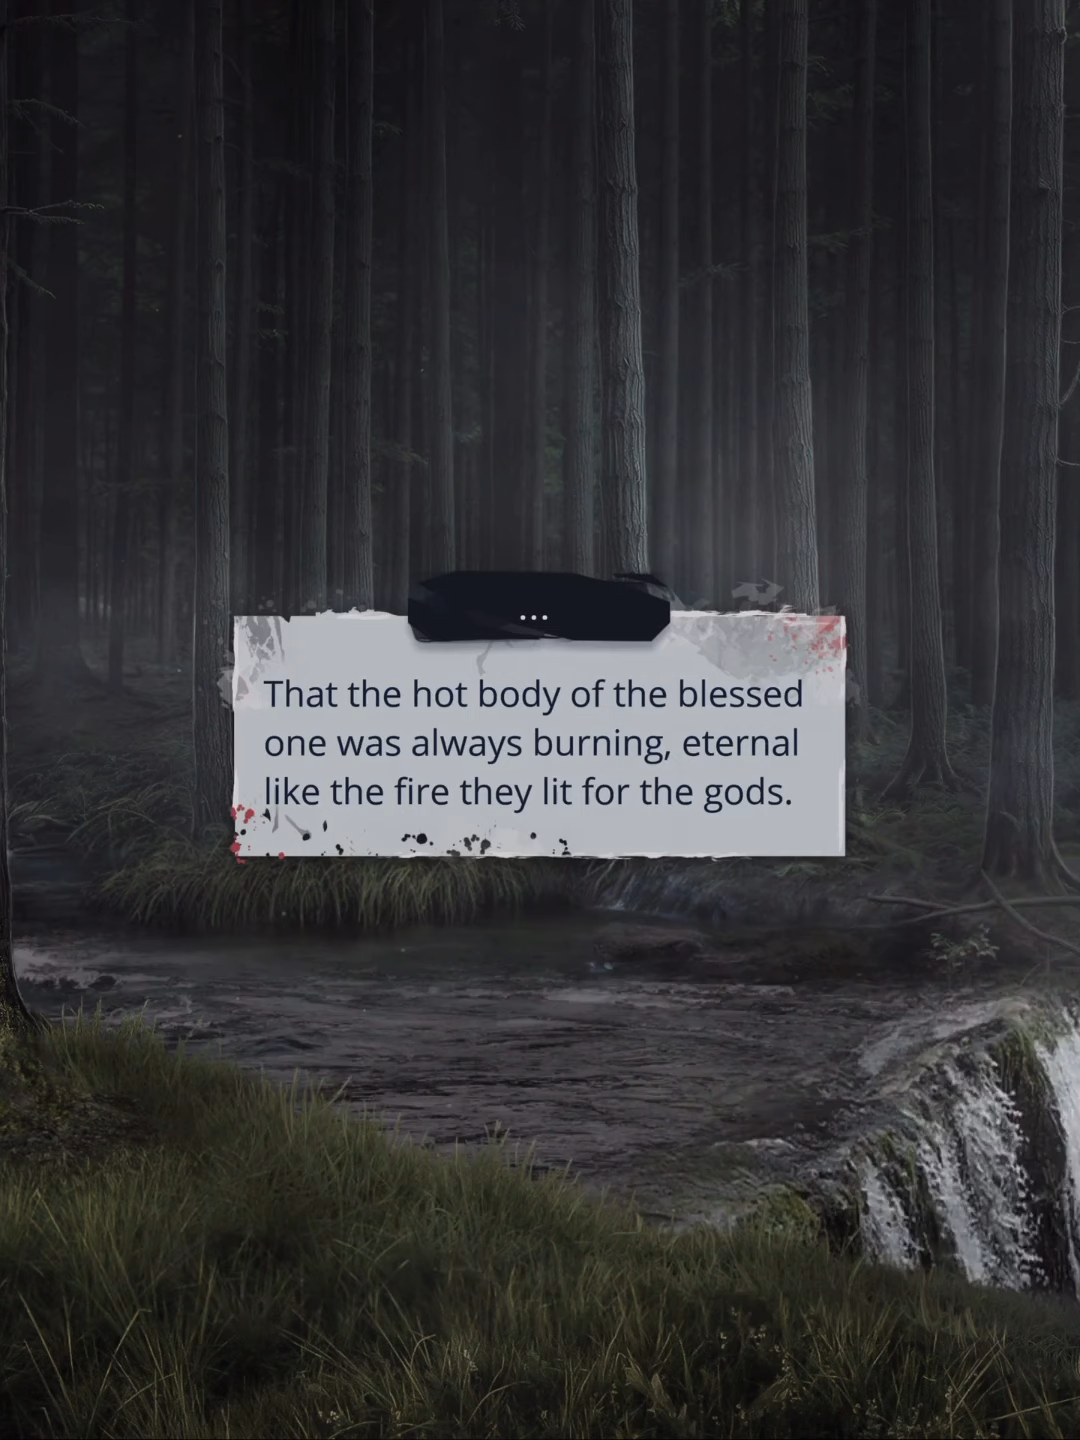 ...
That the hot body of the blessed
one was always burning, eternal
like the fire they lit for the gods.